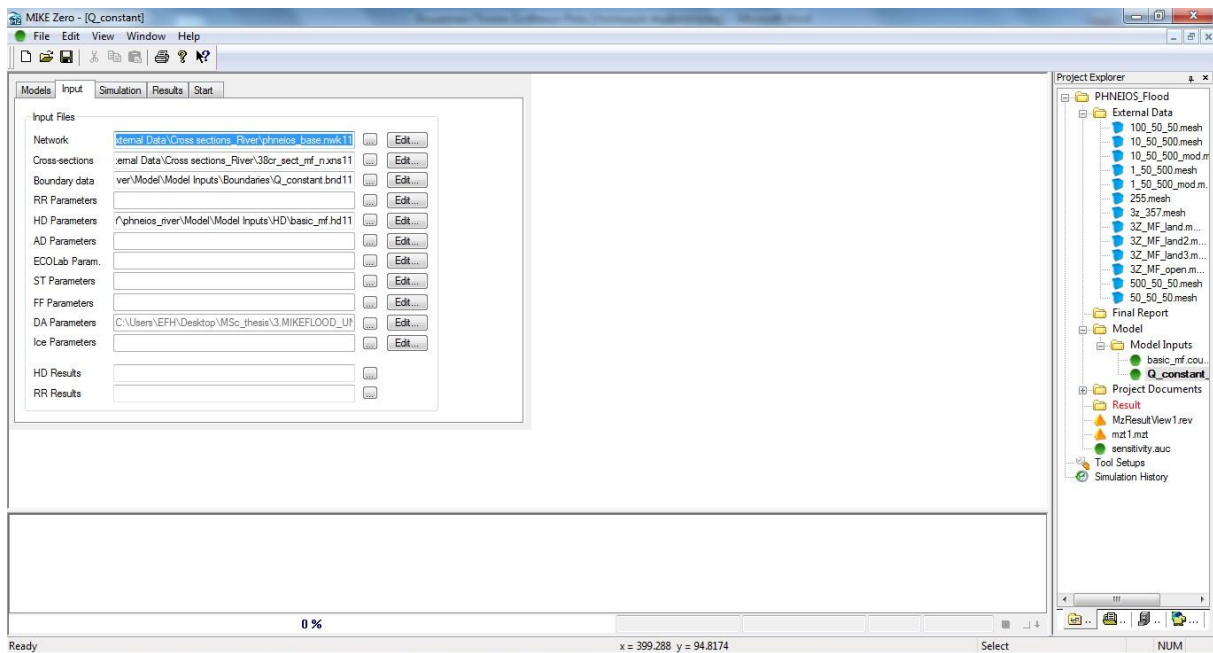 MIKE Zero - [Q_constant]
File Edit View Window Help
Models Input Simulation Results Start
Input Files
Network xternal Data\Cross sections_River\phneios_base.nwk11 ... Edit...
Cross-sections :ernal Data\Cross sections_River\38cr_sect_mf_n.xns11 ... Edit...
Boundary data ver\Model\Model Inputs\Boundaries\Q_constant.bnd11 ... Edit...
RR Parameters ... Edit...
HD Parameters \phneios_river\Model\Model Inputs\HD\basic_mf.hd11 ... Edit...
AD Parameters ... Edit...
ECOLab Param. ... Edit...
ST Parameters ... Edit...
FF Parameters ... Edit...
DA Parameters C:\Users\EFH\Desktop\MSc_thesis\3.MIKEFLOOD_UN ... Edit...
Ice Parameters ... Edit...
HD Results ...
RR Results ...
Project Explorer
PHNEIOS_Flood
External Data
100_50_50.mesh
10_50_500.mesh
10_50_500_mod.m
1_50_500.mesh
1_50_500_mod.m.
255.mesh
3z_357.mesh
3Z_MF_land.m...
3Z_MF_land2.m...
3Z_MF_land3.m...
3Z_MF_open.m...
500_50_50.mesh
50_50_50.mesh
Final Report
Model
Model Inputs
basic_mf.cou..
Q_constant_
Project Documents
Result
MzResultView1.rev
mzt1.mzt
sensitivity.auc
Tool Setups
Simulation History
0 %
Ready x = 399.288 y = 94.8174 Select NUM